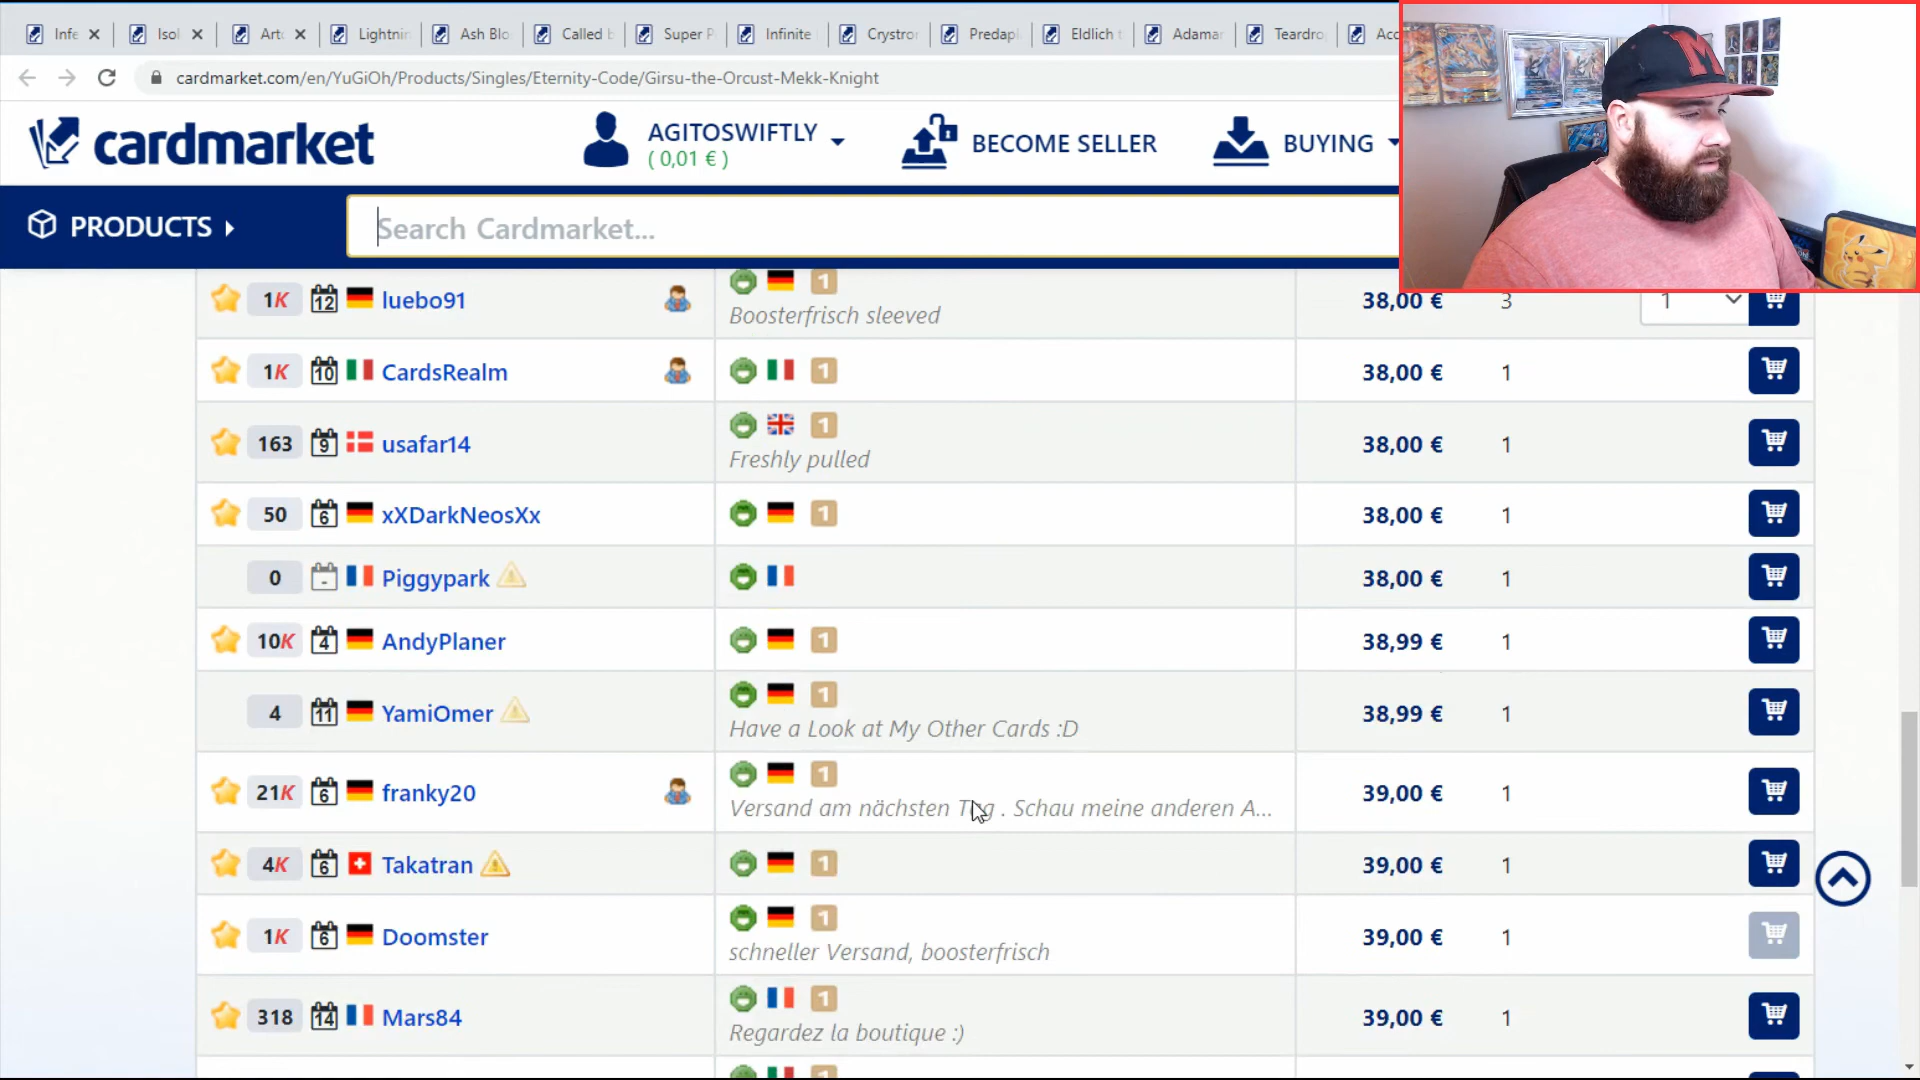 Infe
Isol
Arto
Lightnin
Ash Blo
Called b
Super P
Infinite
Crystror
Predapl
Eldlich t
Adamar
Teardro
Acc
cardmarket.com/en/YuGiOh/Products/Singles/Eternity-Code/Girsu-the-Orcust-Mekk-Knight
cardmarket
AGITOSWIFTLY
( 0,01 € )
BECOME SELLER
BUYING
M
PRODUCTS
Search Cardmarket...
1K 12 luebo91 1 38,00 € 3 1
Boosterfrisch sleeved
1K 10 CardsRealm 1 38,00 € 1
163 9 usafar14 1 38,00 € 1
Freshly pulled
50 6 xXDarkNeosXx 1 38,00 € 1
0 - Piggypark 38,00 € 1
10K 4 AndyPlaner 1 38,99 € 1
4 11 YamiOmer 1 38,99 € 1
Have a Look at My Other Cards :D
21K 6 franky20 1 39,00 € 1
Versand am nächsten Tag . Schau meine anderen A...
4K 6 Takatran 1 39,00 € 1
1K 6 Doomster 1 39,00 € 1
schneller Versand, boosterfrisch
318 14 Mars84 1 39,00 € 1
Regardez la boutique :)